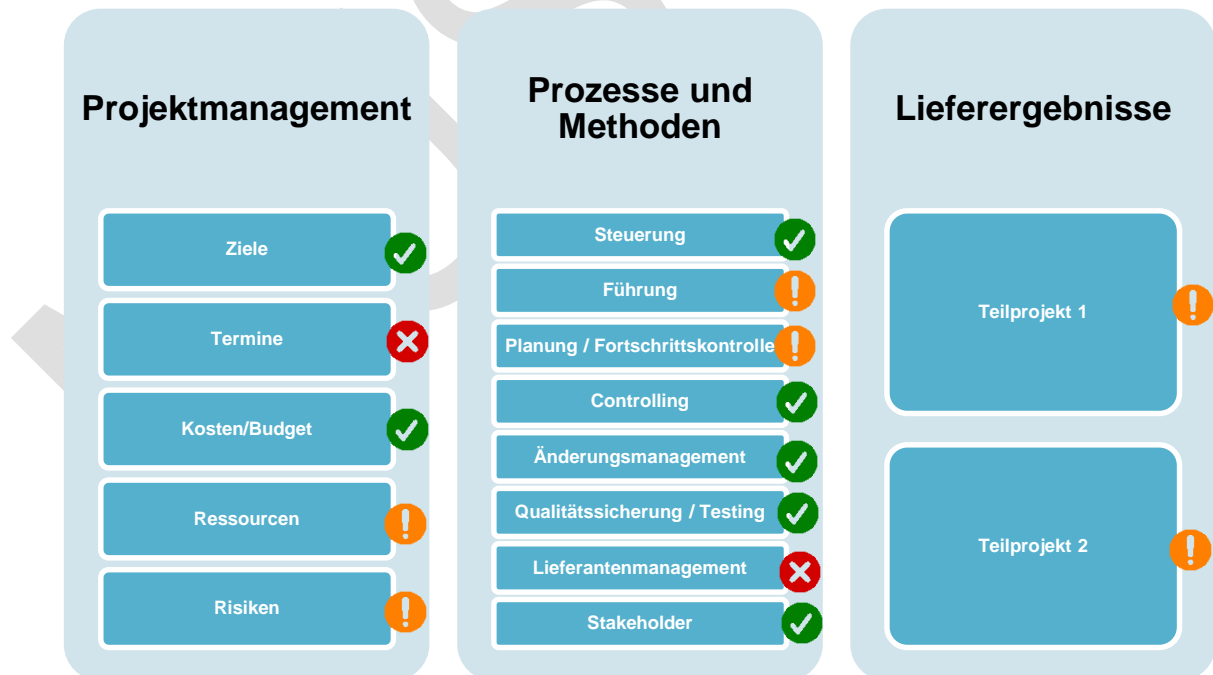 Projektmanagement
Ziele
Termine
Kosten/Budget
Ressourcen
Risiken
Prozesse und
Methoden
Steuerung
Führung
Planung / Fortschrittskontrolle
Controlling
Änderungsmanagement
Qualitätssicherung / Testing
Lieferantenmanagement
Stakeholder
Lieferergebnisse
Teilprojekt 1
Teilprojekt 2